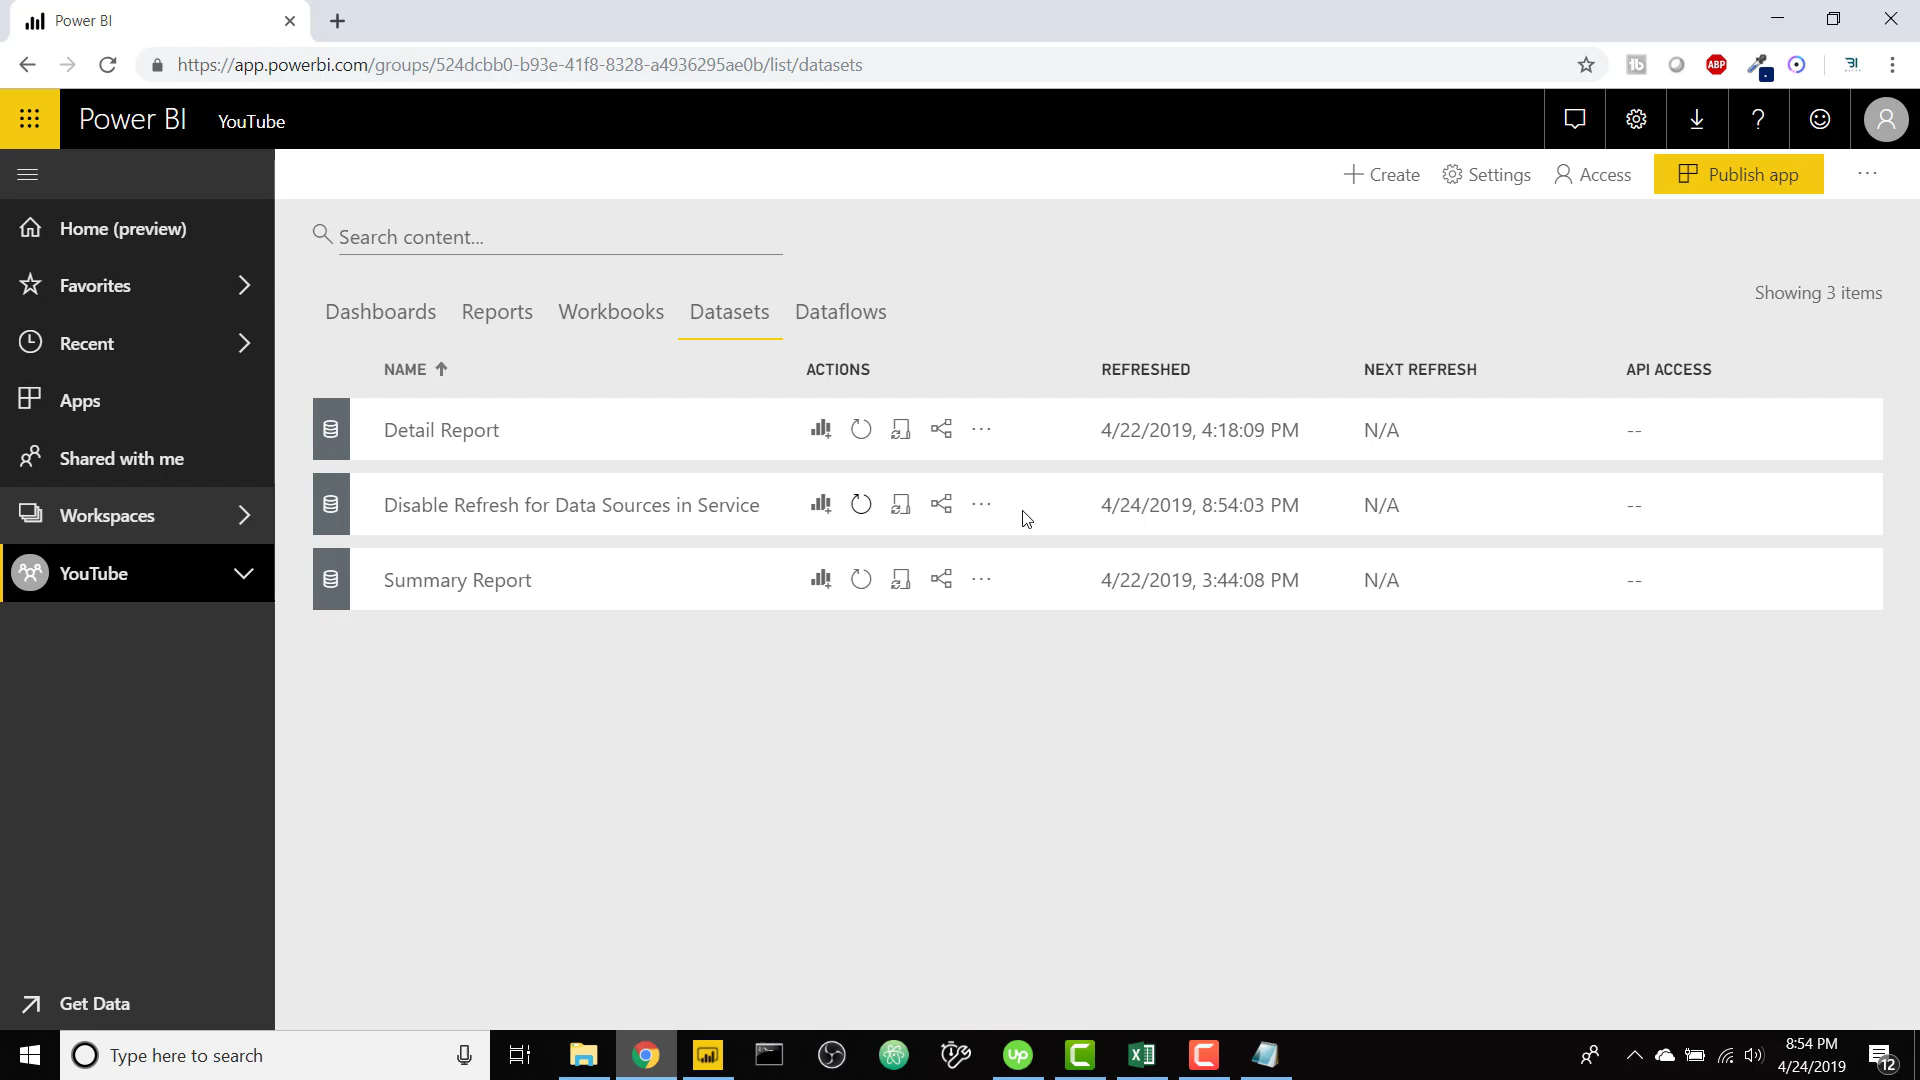 Power BI
https://app.powerbi.com/groups/524dcbb0-b93e-41f8-8328-a4936295ae0b/list/datasets
ABP
BI
Power BI YouTube
Create Settings Access Publish app
Home (preview)
Favorites
Recent
Apps
Shared with me
Workspaces
YouTube
Get Data
Search content...
Showing 3 items
Dashboards Reports Workbooks Datasets Dataflows
NAME ACTIONS REFRESHED NEXT REFRESH API ACCESS
Detail Report 4/22/2019, 4:18:09 PM N/A --
Disable Refresh for Data Sources in Service 4/24/2019, 8:54:03 PM N/A --
Summary Report 4/22/2019, 3:44:08 PM N/A --
Type here to search
up
8:54 PM
4/24/2019
12